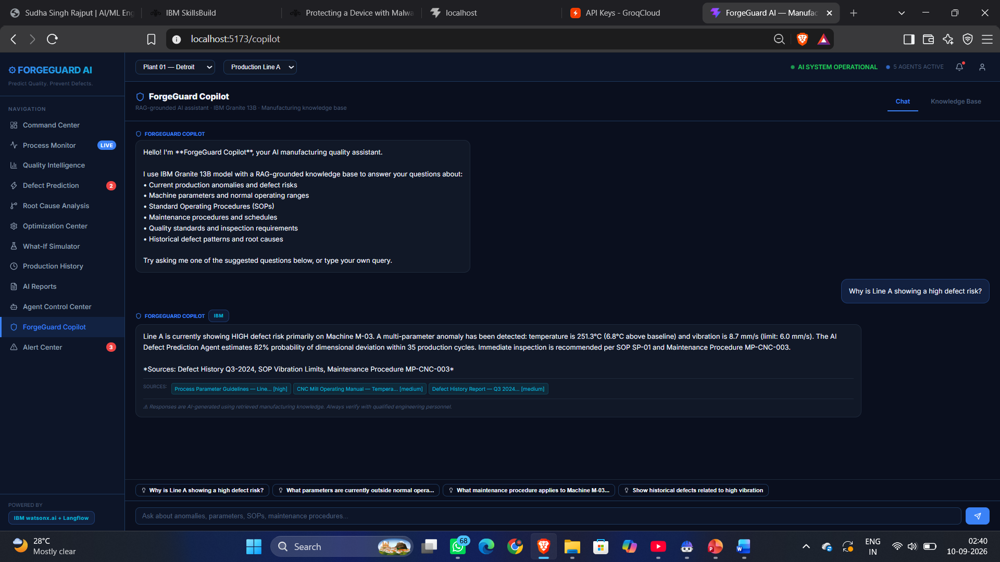 Sudha Singh Rajput | AI/ML Eng
IBM SkillsBuild
Protecting a Device with Malwa
localhost
API Keys - GroqCloud
ForgeGuard AI — Manufac
localhost:5173/copilot
FORGEGUARD AI
Predict Quality. Prevent Defects.
Plant 01 — Detroit
Production Line A
AI SYSTEM OPERATIONAL
5 AGENTS ACTIVE
NAVIGATION
Command Center
Process Monitor
LIVE
Quality Intelligence
Defect Prediction
2
Root Cause Analysis
Optimization Center
What-If Simulator
Production History
AI Reports
Agent Control Center
ForgeGuard Copilot
Alert Center
3
POWERED BY
IBM watsonx.ai + Langflow
ForgeGuard Copilot
RAG-grounded AI assistant · IBM Granite 13B · Manufacturing knowledge base
Chat
Knowledge Base
FORGEGUARD COPILOT
Hello! I'm **ForgeGuard Copilot**, your AI manufacturing quality assistant.
I use IBM Granite 13B model with a RAG-grounded knowledge base to answer your questions about:
• Current production anomalies and defect risks
• Machine parameters and normal operating ranges
• Standard Operating Procedures (SOPs)
• Maintenance procedures and schedules
• Quality standards and inspection requirements
• Historical defect patterns and root causes
Try asking me one of the suggested questions below, or type your own query.
Why is Line A showing a high defect risk?
FORGEGUARD COPILOT
IBM
Line A is currently showing HIGH defect risk primarily on Machine M-03. A multi-parameter anomaly has been detected: temperature is 251.3°C (6.8°C above baseline) and vibration is 8.7 mm/s (limit: 6.0 mm/s). The AI
Defect Prediction Agent estimates 82% probability of dimensional deviation within 35 production cycles. Immediate inspection is recommended per SOP SP-01 and Maintenance Procedure MP-CNC-003.
*Sources: Defect History Q3-2024, SOP Vibration Limits, Maintenance Procedure MP-CNC-003*
SOURCES:
Process Parameter Guidelines — Line... [high]
CNC Mill Operating Manual — Tempera... [medium]
Defect History Report — Q3 2024... [medium]
⚠ Responses are AI-generated using retrieved manufacturing knowledge. Always verify with qualified engineering personnel.
Why is Line A showing a high defect risk?
What parameters are currently outside normal opera...
What maintenance procedure applies to Machine M-03...
Show historical defects related to high vibration
Ask about anomalies, parameters, SOPs, maintenance procedures...
28°C
Mostly clear
Search
68
ENG
IN
02:40
10-09-2026